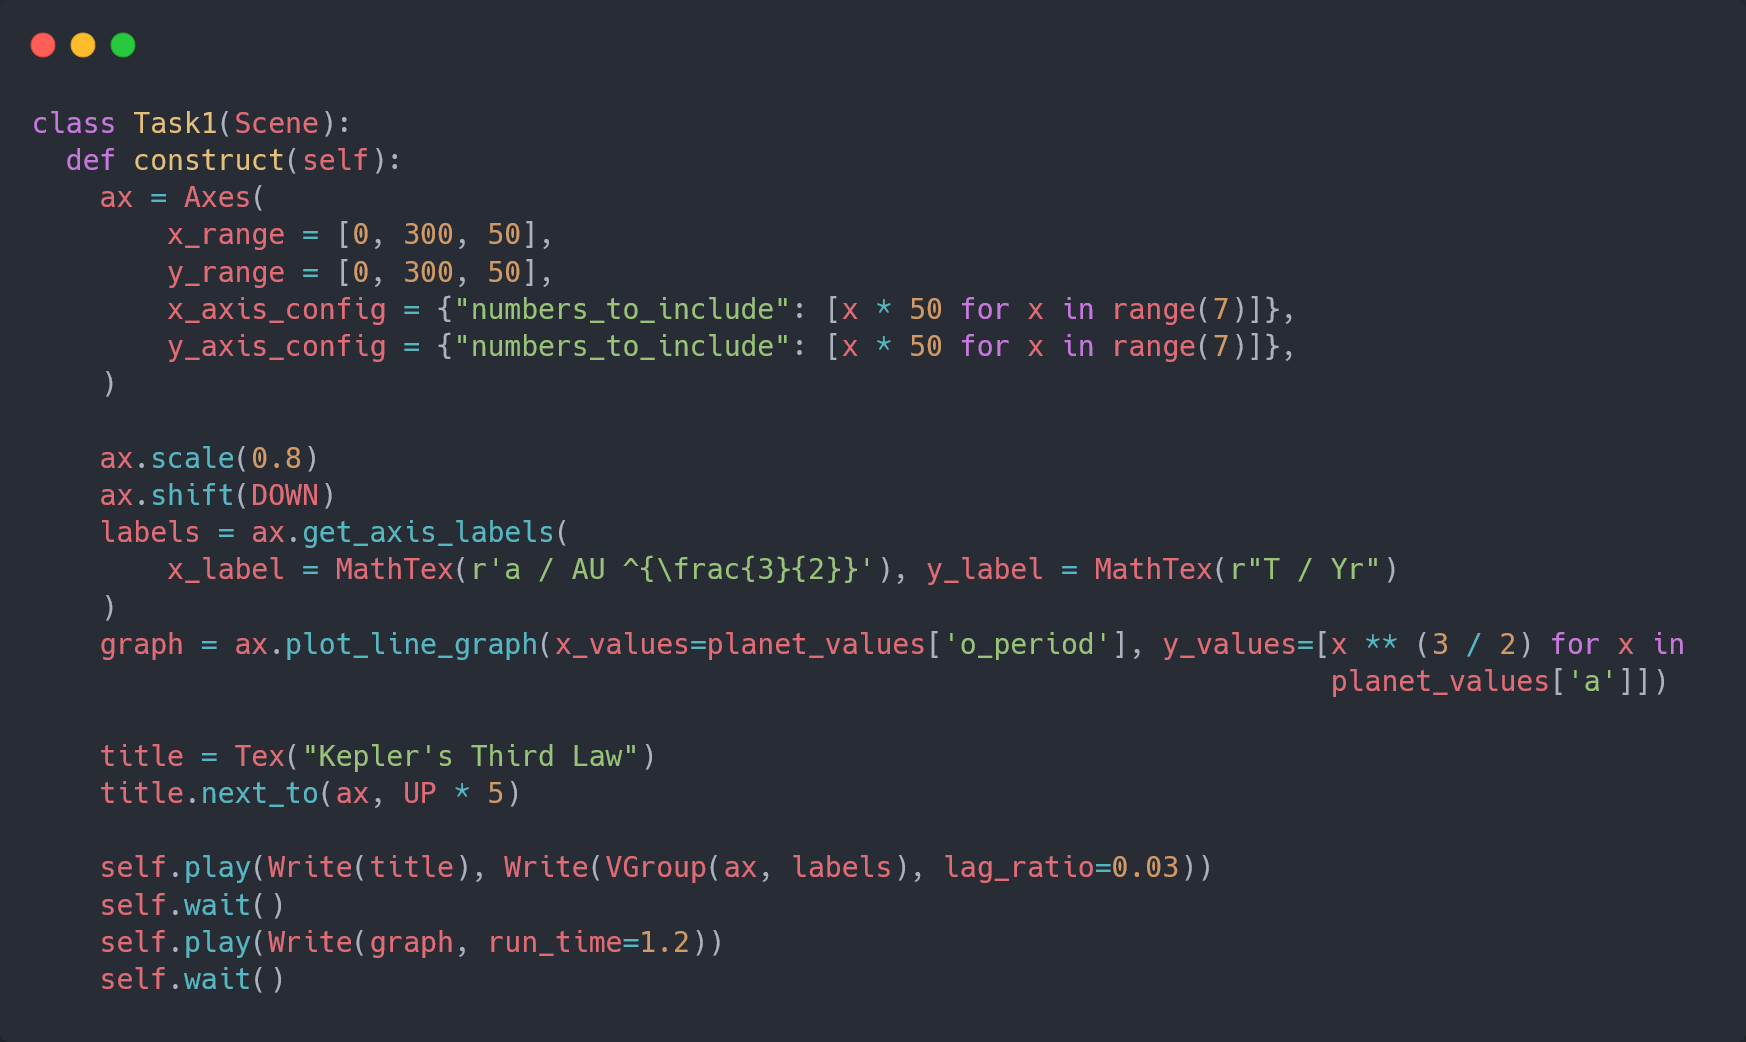 class Task1(Scene):
  def construct(self):
    ax = Axes(
        x_range = [0, 300, 50],
        y_range = [0, 300, 50],
        x_axis_config = {"numbers_to_include": [x * 50 for x in range(7)]},
        y_axis_config = {"numbers_to_include": [x * 50 for x in range(7)]},
    )

    ax.scale(0.8)
    ax.shift(DOWN)
    labels = ax.get_axis_labels(
        x_label = MathTex(r'a / AU ^{\frac{3}{2}}'), y_label = MathTex(r"T / Yr")
    )
    graph = ax.plot_line_graph(x_values=planet_values['o_period'], y_values=[x ** (3 / 2) for x in
                                                                         planet_values['a']])

    title = Tex("Kepler's Third Law")
    title.next_to(ax, UP * 5)

    self.play(Write(title), Write(VGroup(ax, labels), lag_ratio=0.03))
    self.wait()
    self.play(Write(graph, run_time=1.2))
    self.wait()